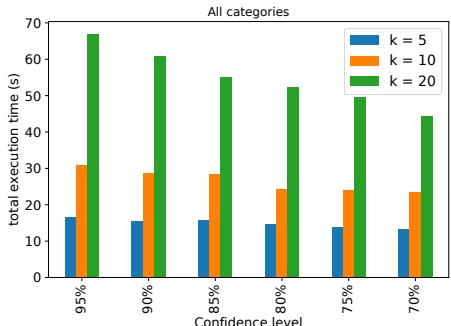 All categories
total execution time (s)
70
60
50
40
30
20
10
0
k = 5
k = 10
k = 20
95%
90%
85%
80%
75%
70%
Confidence level